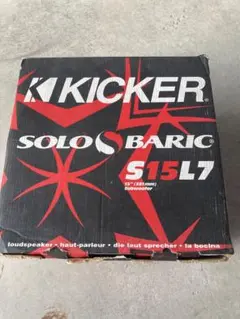 KICKER®
SOLO S BARIC®
S15L7
15" (381MM)
Subwoofer
loudspeaker • haut-parleur • die laut sprecher • la bocina